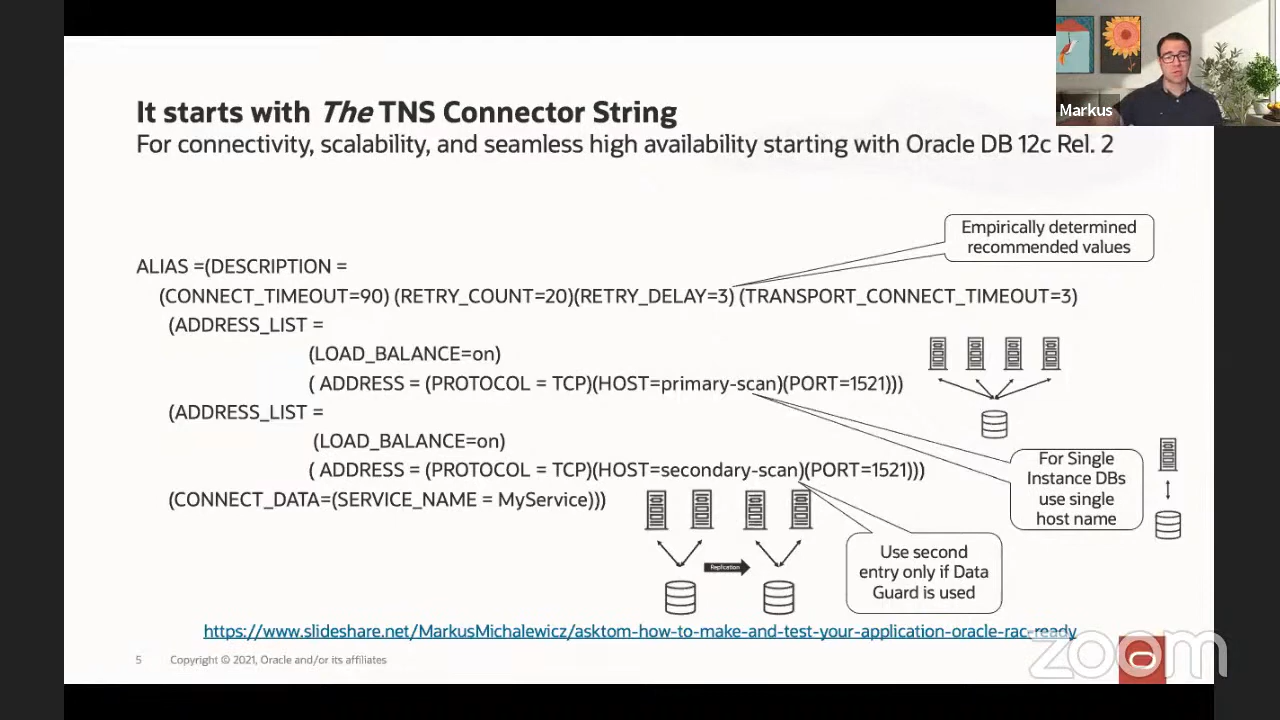 Markus
It starts with The TNS Connector String
For connectivity, scalability, and seamless high availability starting with Oracle DB 12c Rel. 2
Empirically determined
recommended values
ALIAS =(DESCRIPTION =
(CONNECT_TIMEOUT=90) (RETRY_COUNT=20)(RETRY_DELAY=3) (TRANSPORT_CONNECT_TIMEOUT=3)
(ADDRESS_LIST =
(LOAD_BALANCE=on)
( ADDRESS = (PROTOCOL = TCP)(HOST=primary-scan)(PORT=1521)))
(ADDRESS_LIST =
(LOAD_BALANCE=on)
( ADDRESS = (PROTOCOL = TCP)(HOST=secondary-scan)(PORT=1521)))
(CONNECT_DATA=(SERVICE_NAME = MyService)))
For Single
Instance DBs
use single
host name
Replication
Use second
entry only if Data
Guard is used
https://www.slideshare.net/MarkusMichalewicz/asktom-how-to-make-and-test-your-application-oracle-rac-ready
5 Copyright © 2021, Oracle and/or its affiliates
zoom